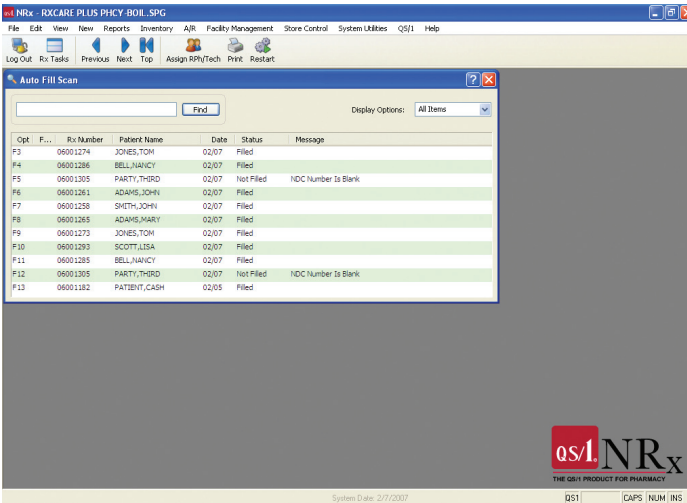 QS/1 NRx - RXCARE PLUS PHCY-BOIL.SPG
File Edit View New Reports Inventory A/R Facility Management Store Control System Utilities QS/1 Help
Log Out Rx Tasks Previous Next Top Assign RPh/Tech Print Restart
Auto Fill Scan
Find Display Options: All Items
Opt F... Rx Number Patient Name Date Status Message
F3 06001274 JONES,TOM 02/07 Filled
F4 06001286 BELL,NANCY 02/07 Filled
F5 06001305 PARTY,THIRD 02/07 Not Filled NDC Number Is Blank
F6 06001261 ADAMS,JOHN 02/07 Filled
F7 06001258 SMITH,JOHN 02/07 Filled
F8 06001265 ADAMS,MARY 02/07 Filled
F9 06001273 JONES,TOM 02/07 Filled
F10 06001293 SCOTT,LISA 02/07 Filled
F11 06001285 BELL,NANCY 02/07 Filled
F12 06001305 PARTY,THIRD 02/07 Not Filled NDC Number Is Blank
F13 06001182 PATIENT,CASH 02/05 Filled
QS/1. NRx
THE QS/1 PRODUCT FOR PHARMACY
System Date: 2/7/2007 QS1 CAPS NUM INS